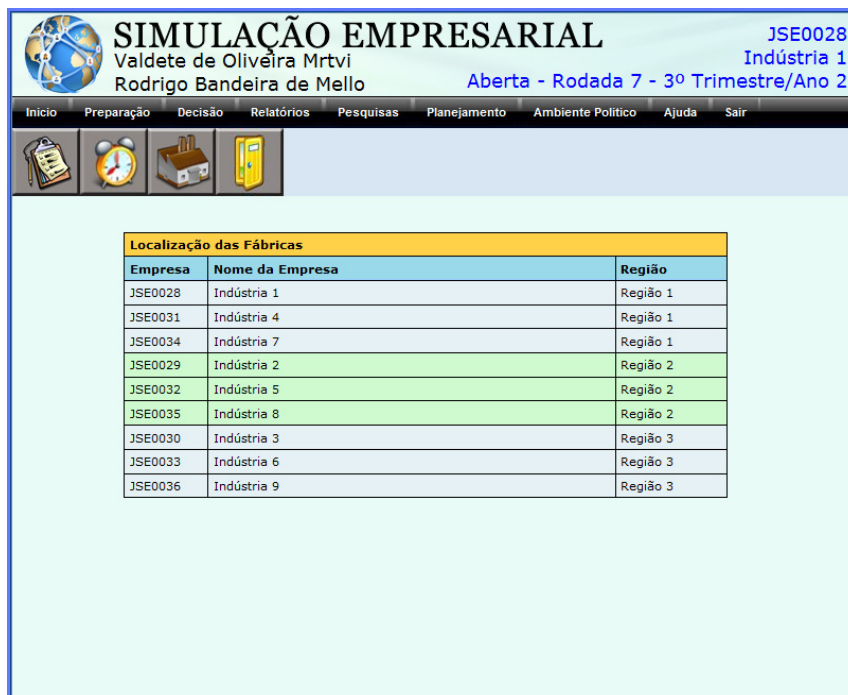 SIMULAÇÃO EMPRESARIAL
JSE0028
Valdete de Oliveira Mrtvi
Indústria 1
Rodrigo Bandeira de Mello
Aberta - Rodada 7 - 3º Trimestre/Ano 2
Inicio Preparação Decisão Relatórios Pesquisas Planejamento Ambiente Politico Ajuda Sair
Localização das Fábricas
Empresa Nome da Empresa Região
JSE0028 Indústria 1 Região 1
JSE0031 Indústria 4 Região 1
JSE0034 Indústria 7 Região 1
JSE0029 Indústria 2 Região 2
JSE0032 Indústria 5 Região 2
JSE0035 Indústria 8 Região 2
JSE0030 Indústria 3 Região 3
JSE0033 Indústria 6 Região 3
JSE0036 Indústria 9 Região 3